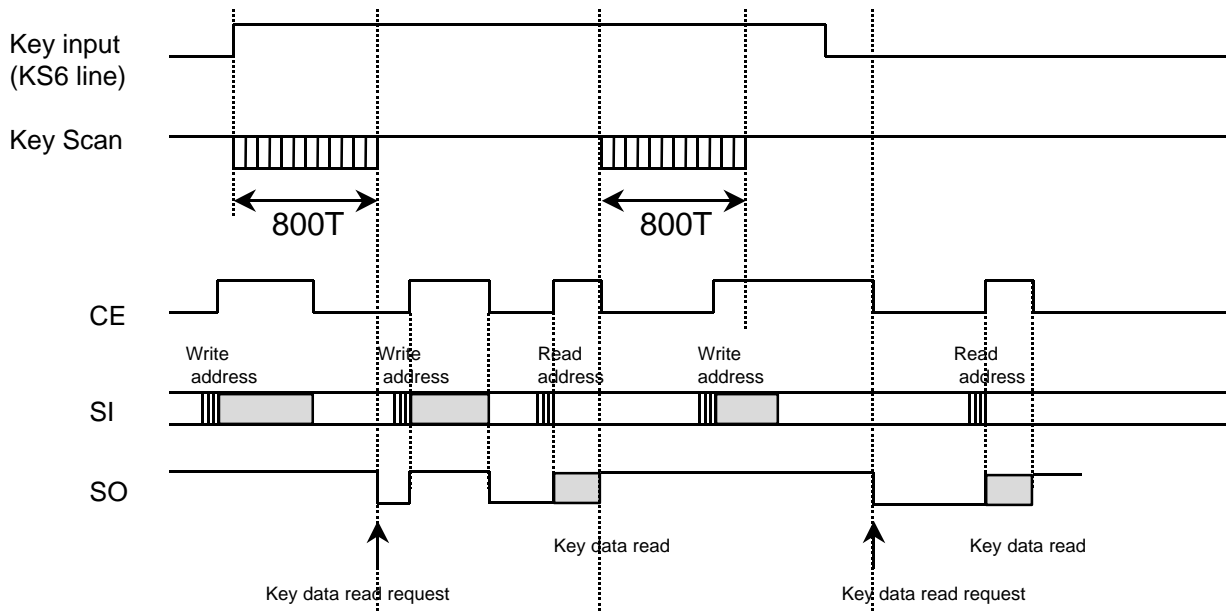 Key input
(KS6 line)
Key Scan
800T
800T
CE
Write
address
Write
address
Read
address
Write
address
Read
address
SI
SO
Key data read
Key data read
Key data read request
Key data read request